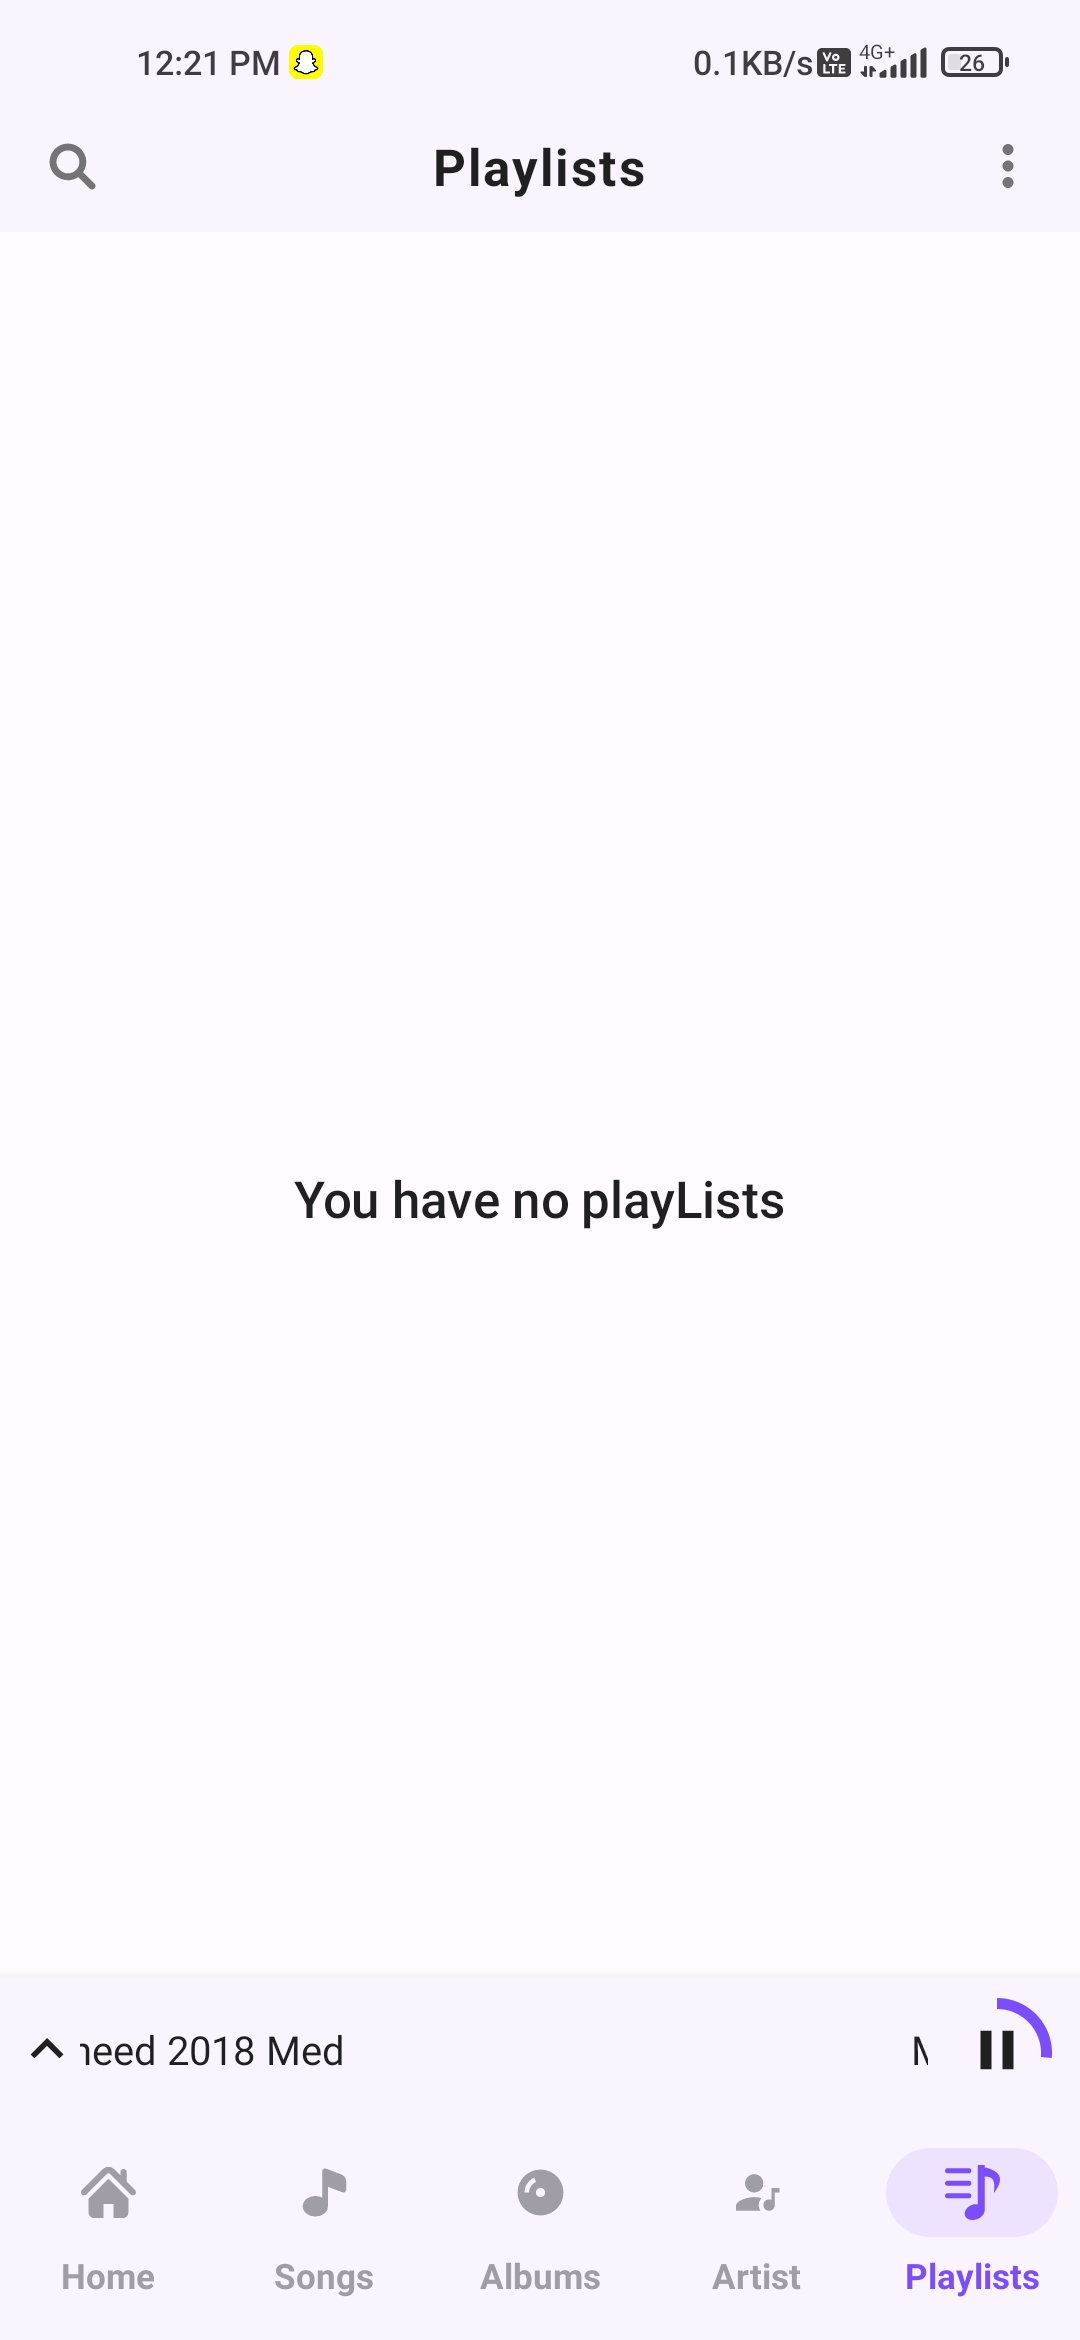 12:21 PM
0.1KB/s Vo LTE 4G+ 26
Playlists
You have no playLists
need 2018 Med
Home
Songs
Albums
Artist
Playlists